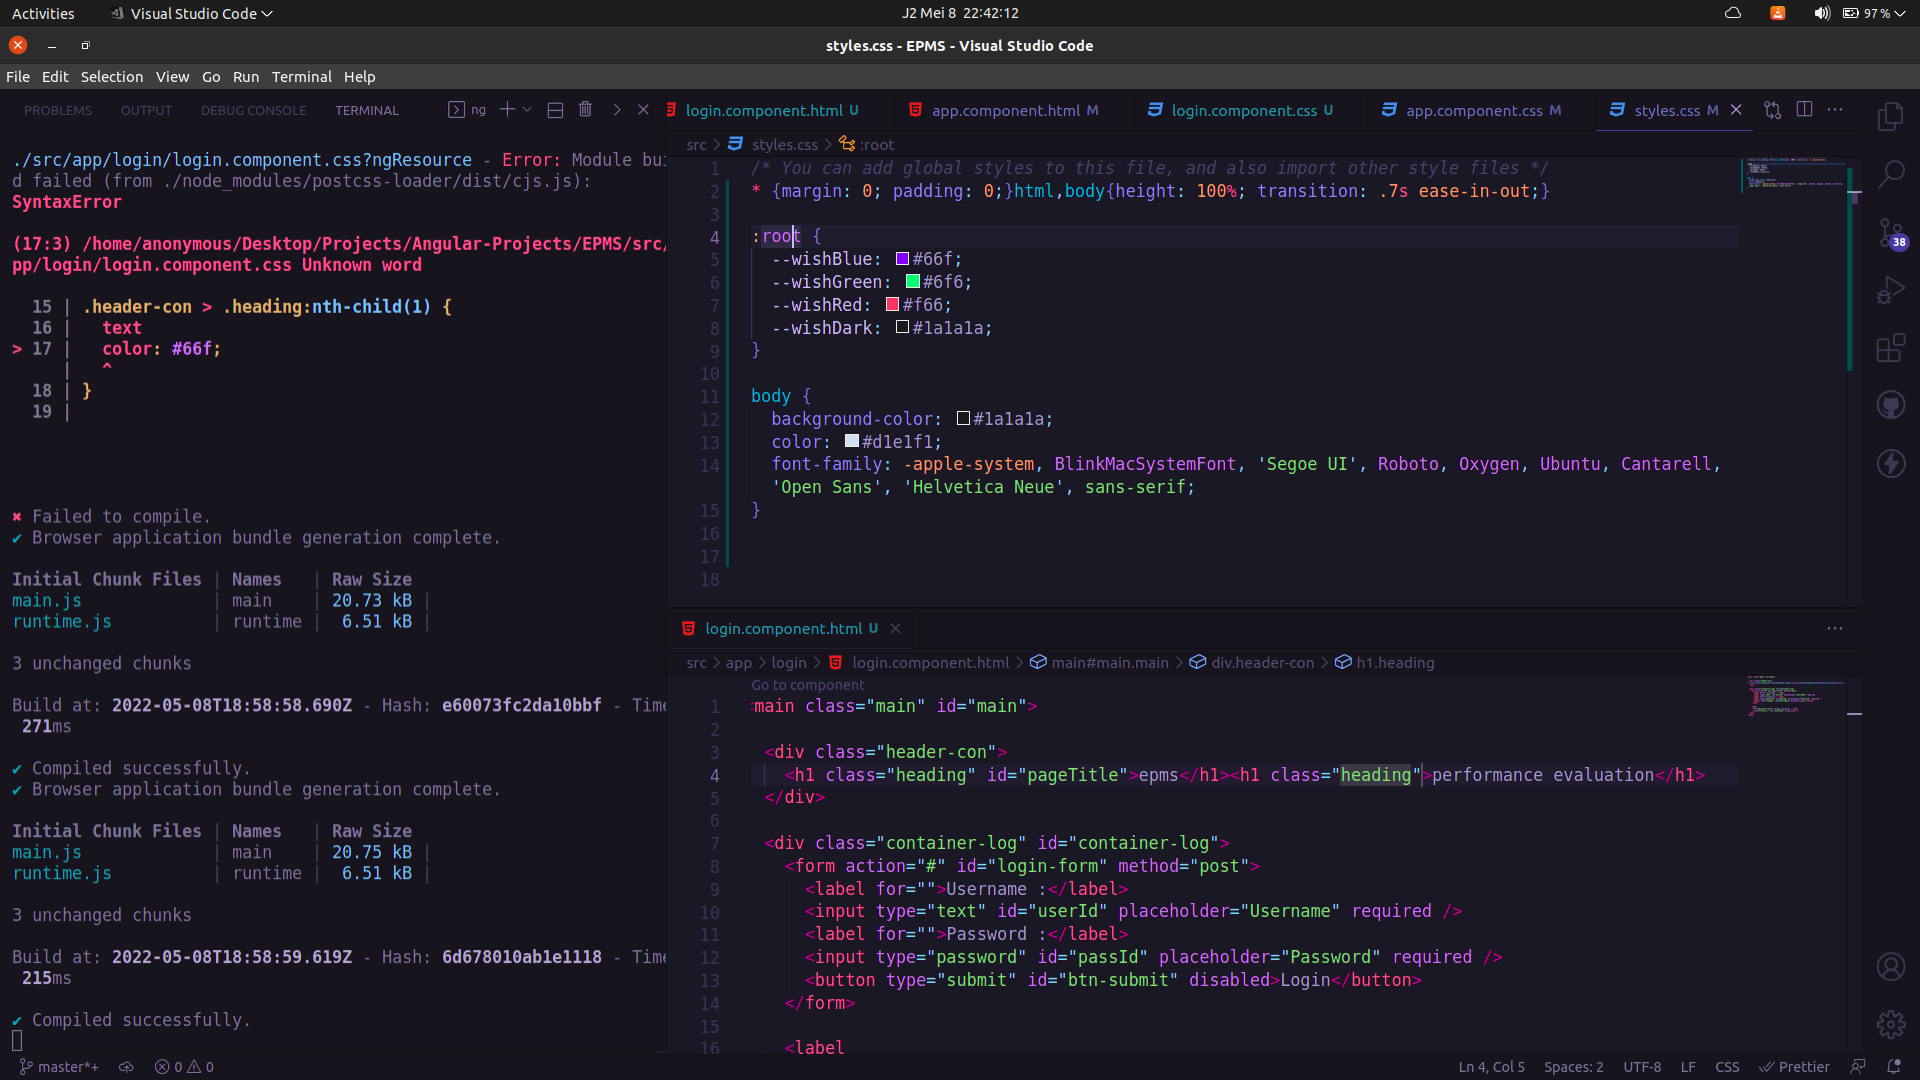 Activities
Visual Studio Code
J2 Mei 8 22:42:12
97 %
styles.css - EPMS - Visual Studio Code
File Edit Selection View Go Run Terminal Help
PROBLEMS OUTPUT DEBUG CONSOLE TERMINAL ng
./src/app/login/login.component.css?ngResource - Error: Module bui
d failed (from ./node_modules/postcss-loader/dist/cjs.js):
SyntaxError
(17:3) /home/anonymous/Desktop/Projects/Angular-Projects/EPMS/src/
pp/login/login.component.css Unknown word
15 | .header-con > .heading:nth-child(1) {
16 | text
> 17 | color: #66f;
| ^
18 | }
19 |
✖ Failed to compile.
✔ Browser application bundle generation complete.
Initial Chunk Files | Names | Raw Size
main.js | main | 20.73 kB |
runtime.js | runtime | 6.51 kB |
3 unchanged chunks
Build at: 2022-05-08T18:58:58.690Z - Hash: e60073fc2da10bbf - Time
271ms
✔ Compiled successfully.
✔ Browser application bundle generation complete.
Initial Chunk Files | Names | Raw Size
main.js | main | 20.75 kB |
runtime.js | runtime | 6.51 kB |
3 unchanged chunks
Build at: 2022-05-08T18:58:59.619Z - Hash: 6d678010ab1e1118 - Time
215ms
✔ Compiled successfully.
login.component.html U
app.component.html M
login.component.css U
app.component.css M
styles.css M
src > styles.css > :root
1 /* You can add global styles to this file, and also import other style files */
2 * {margin: 0; padding: 0;}html,body{height: 100%; transition: .7s ease-in-out;}
3
4 :root {
5 --wishBlue: #66f;
6 --wishGreen: #6f6;
7 --wishRed: #f66;
8 --wishDark: #1a1a1a;
9 }
10
11 body {
12 background-color: #1a1a1a;
13 color: #d1e1f1;
14 font-family: -apple-system, BlinkMacSystemFont, 'Segoe UI', Roboto, Oxygen, Ubuntu, Cantarell,
'Open Sans', 'Helvetica Neue', sans-serif;
15 }
16
17
18
login.component.html U
src > app > login > login.component.html > main#main.main > div.header-con > h1.heading
Go to component
1 main class="main" id="main">
2
3 <div class="header-con">
4 <h1 class="heading" id="pageTitle">epms</h1><h1 class="heading">performance evaluation</h1>
5 </div>
6
7 <div class="container-log" id="container-log">
8 <form action="#" id="login-form" method="post">
9 <label for="">Username :</label>
10 <input type="text" id="userId" placeholder="Username" required />
11 <label for="">Password :</label>
12 <input type="password" id="passId" placeholder="Password" required />
13 <button type="submit" id="btn-submit" disabled>Login</button>
14 </form>
15
16 <label
38
master*+ 0 0
Ln 4, Col 5 Spaces: 2 UTF-8 LF CSS Prettier